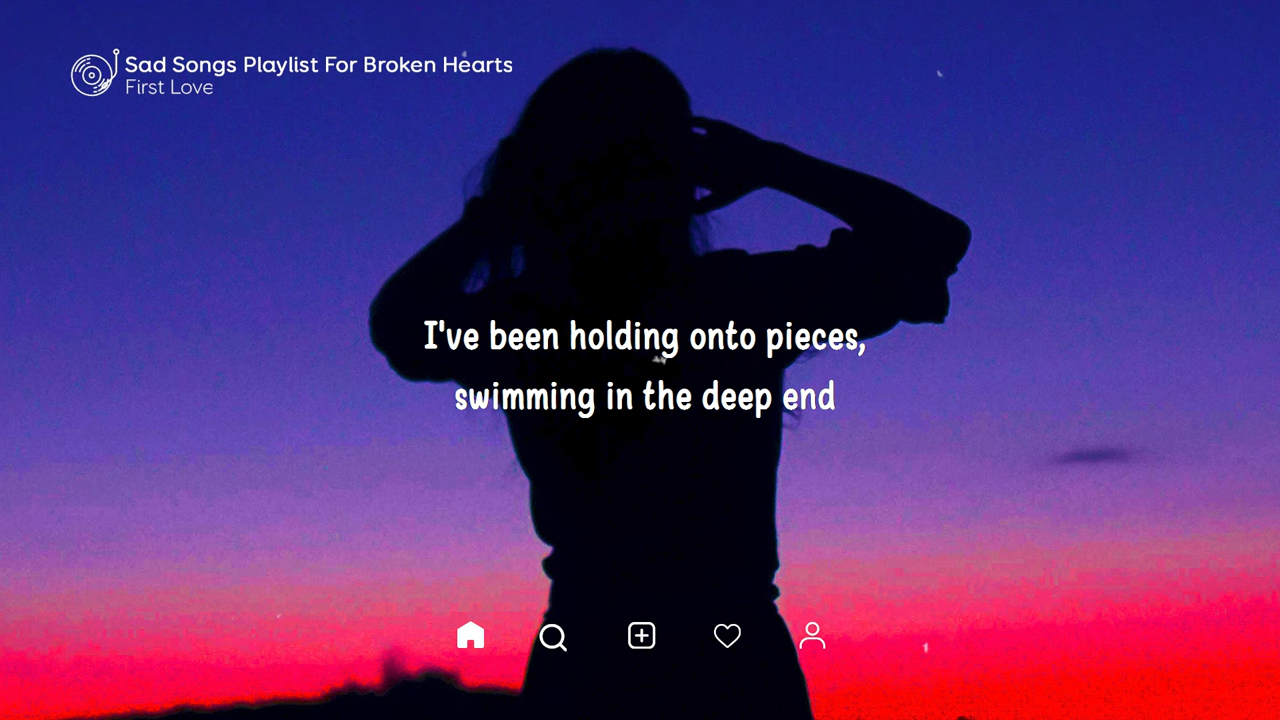 Sad Songs Playlist For Broken Hearts
First Love
I've been holding onto pieces,
swimming in the deep end